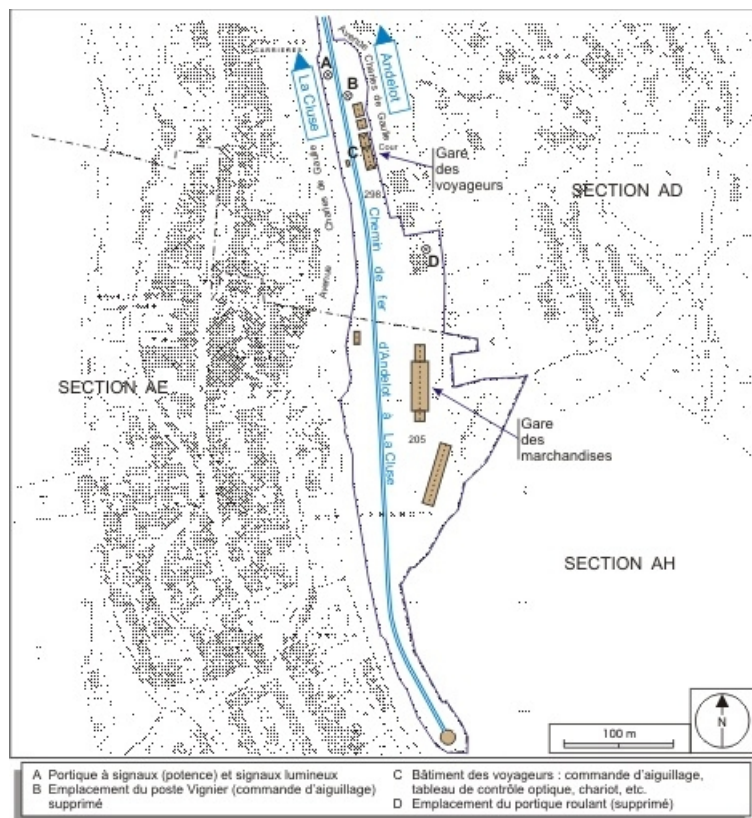 CARRIERES
Avenue Charles de Gaulle
A
La Cluse
B
Andelot
C
Cour
Gare
des
voyageurs
SECTION AD
298
Avenue Charles de Gaulle
D
Chemin de fer d'Andelot à La Cluse
SECTION AE
Gare
des
marchandises
205
SECTION AH
100 m
N
A Portique à signaux (potence) et signaux lumineux
B Emplacement du poste Vignier (commande d'aiguillage)
supprimé
C Bâtiment des voyageurs : commande d'aiguillage,
tableau de contrôle optique, chariot, etc.
D Emplacement du portique roulant (supprimé)